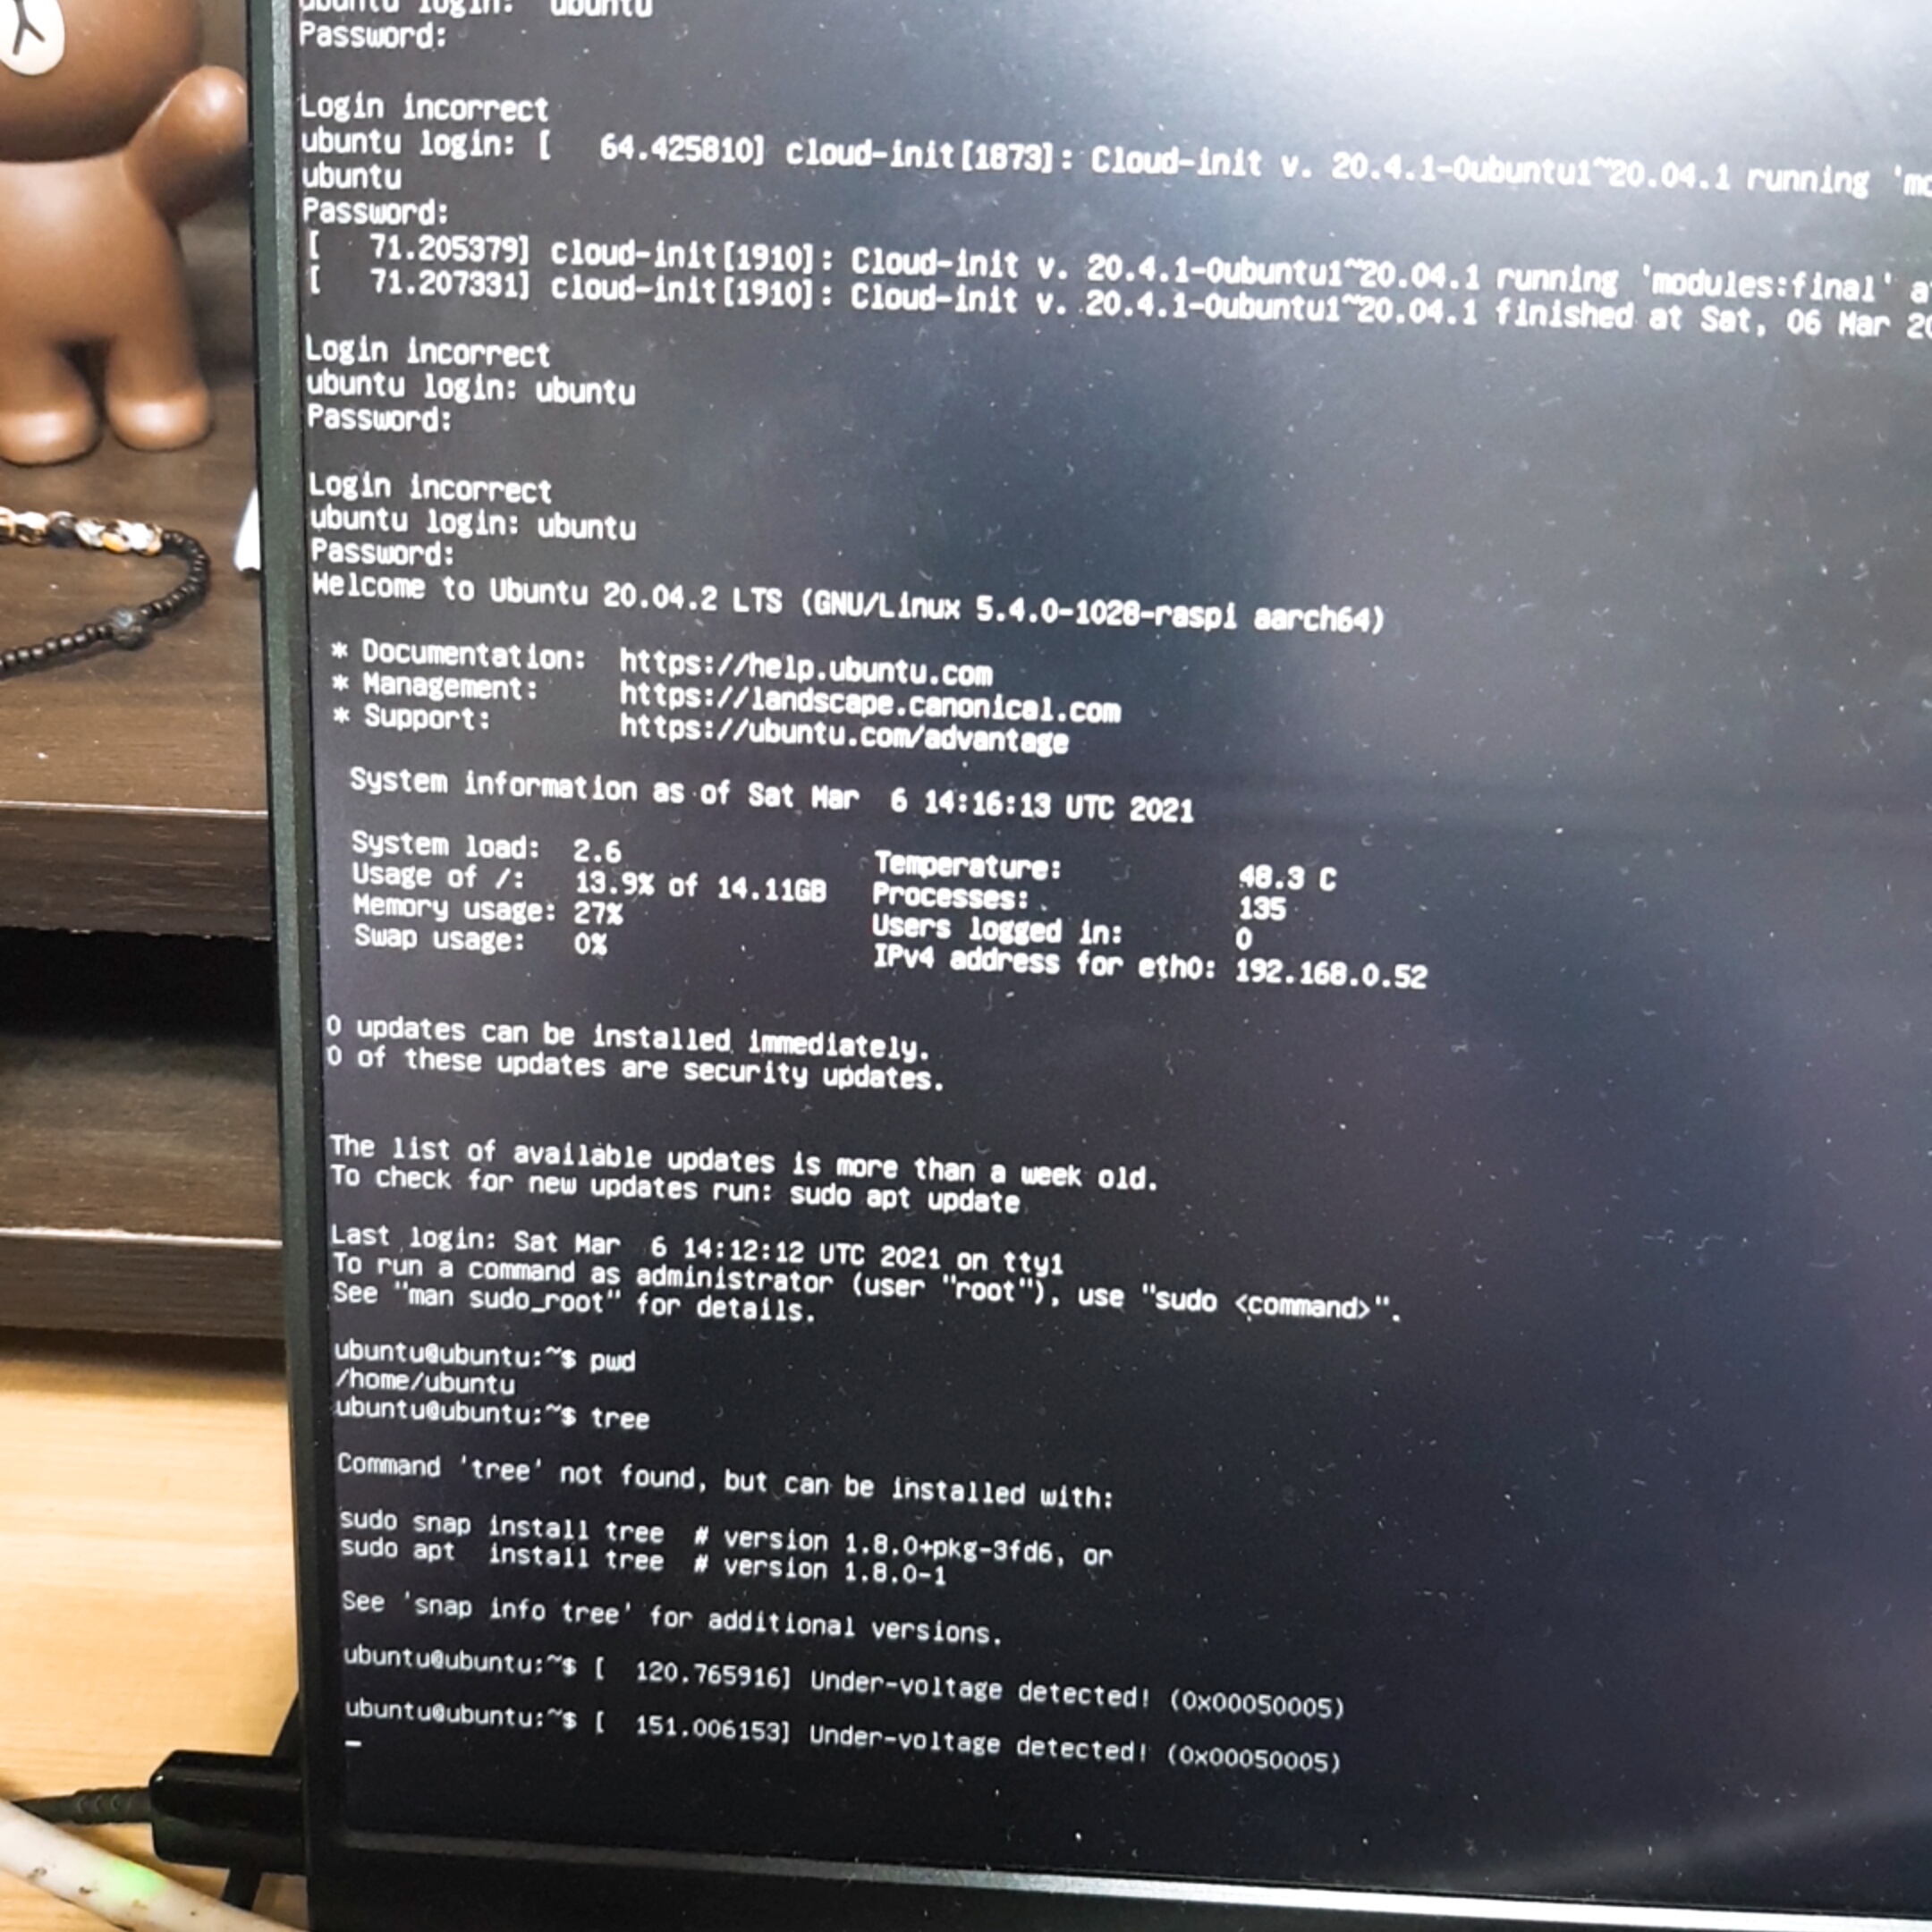 ubuntu login: ubuntu
Password:
Login incorrect
ubuntu login: [   64.425810] cloud-init[1873]: Cloud-init v. 20.4.1-0ubuntu1~20.04.1 running
ubuntu
Password:
[   71.205379] cloud-init[1910]: Cloud-init v. 20.4.1-0ubuntu1~20.04.1 running 'modules:final'
[   71.207331] cloud-init[1910]: Cloud-init v. 20.4.1-0ubuntu1~20.04.1 finished at Sat, 06 Mar
Login incorrect
ubuntu login: ubuntu
Password:
Login incorrect
ubuntu login: ubuntu
Password:
Welcome to Ubuntu 20.04.2 LTS (GNU/Linux 5.4.0-1028-raspi aarch64)
* Documentation:  https://help.ubuntu.com
* Management:     https://landscape.canonical.com
* Support:        https://ubuntu.com/advantage
System information as of Sat Mar  6 14:16:13 UTC 2021
System load:  2.6                Temperature:           48.3 C
Usage of /:   13.9% of 14.11GB   Processes:             135
Memory usage: 27%                Users logged in:       0
Swap usage:   0%                 IPv4 address for eth0: 192.168.0.52
0 updates can be installed immediately.
0 of these updates are security updates.
The list of available updates is more than a week old.
To check for new updates run: sudo apt update
Last login: Sat Mar  6 14:12:12 UTC 2021 on tty1
To run a command as administrator (user "root"), use "sudo <command>".
See "man sudo_root" for details.
ubuntu@ubuntu:~$ pwd
/home/ubuntu
ubuntu@ubuntu:~$ tree
Command 'tree' not found, but can be installed with:
sudo snap install tree  # version 1.8.0+pkg-3fd6, or
sudo apt  install tree  # version 1.8.0-1
See 'snap info tree' for additional versions.
ubuntu@ubuntu:~$ [  120.765916] Under-voltage detected! (0x00050005)
ubuntu@ubuntu:~$ [  151.006153] Under-voltage detected! (0x00050005)
_